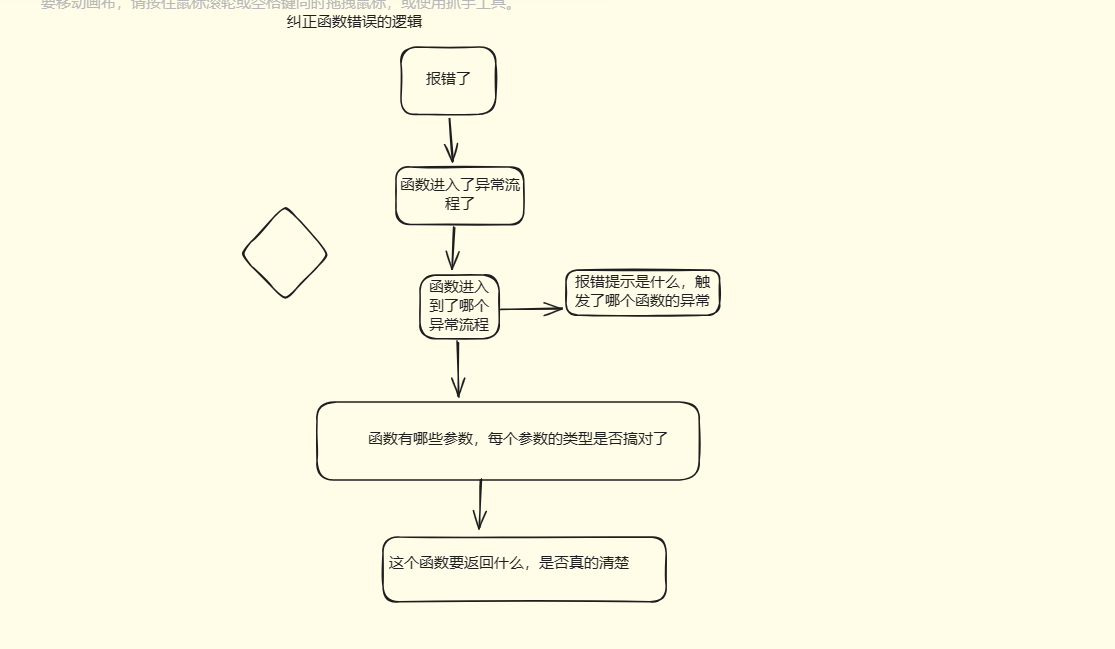 要移动画布，请按住鼠标滚轮或空格键同时拖拽鼠标，或使用抓手工具。
纠正函数错误的逻辑
报错了
函数进入了异常流
程了
函数进入
到了哪个
异常流程
报错提示是什么，触
发了哪个函数的异常
函数有哪些参数，每个参数的类型是否搞对了
这个函数要返回什么，是否真的清楚